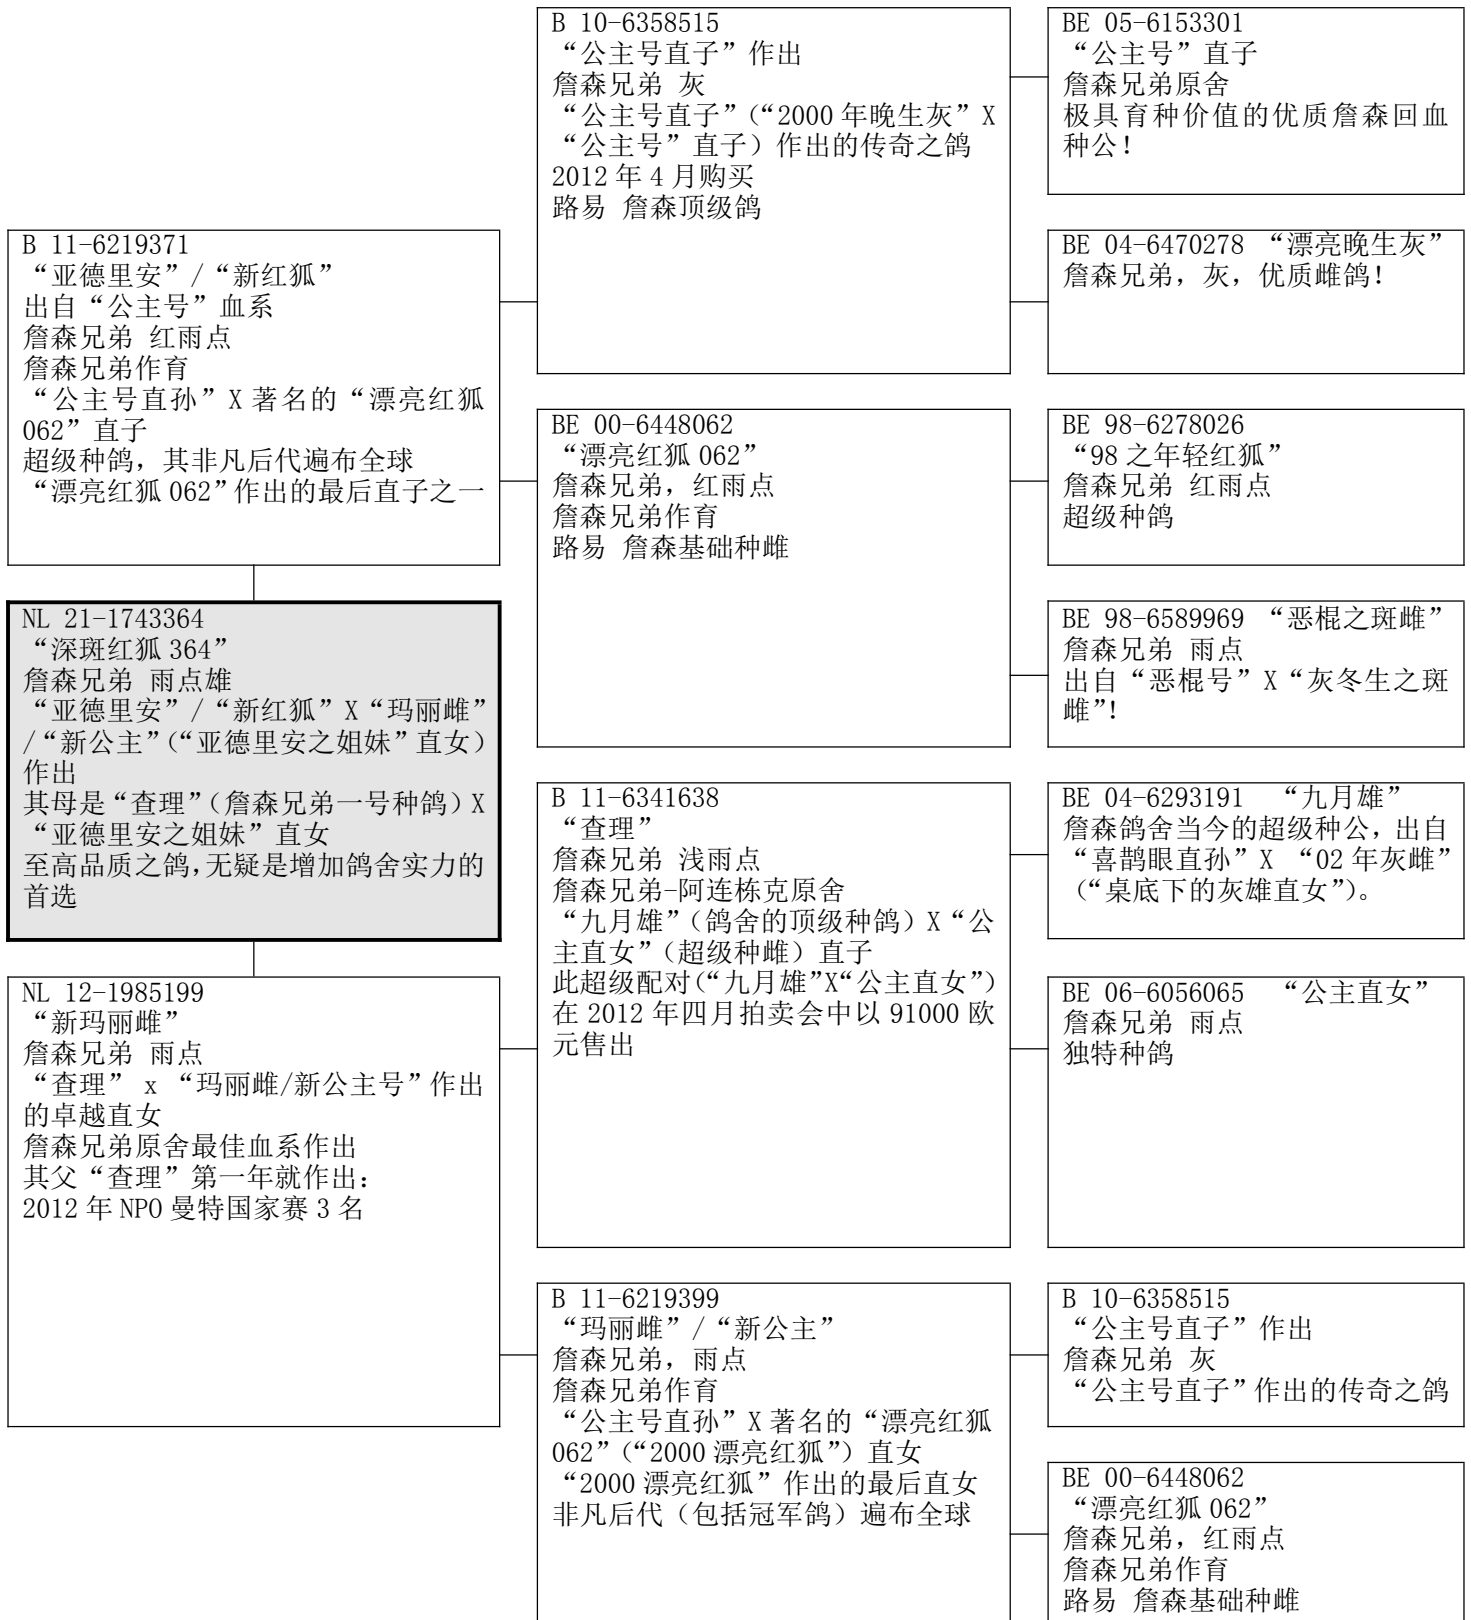 B 11-6219371
“亚德里安”/“新红狐”
出自“公主号”血系
詹森兄弟 红雨点
詹森兄弟作育
“公主号直孙”X 著名的“漂亮红狐
062”直子
超级种鸽，其非凡后代遍布全球
“漂亮红狐 062”作出的最后直子之一
NL 21-1743364
“深斑红狐 364”
詹森兄弟 雨点雄
“亚德里安”/“新红狐”X“玛丽雌”
/“新公主”（“亚德里安之姐妹”直女）
作出
其母是“查理”（詹森兄弟一号种鸽）X
“亚德里安之姐妹”直女
至高品质之鸽，无疑是增加鸽舍实力的
首选
NL 12-1985199
“新玛丽雌”
詹森兄弟 雨点
“查理” x “玛丽雌/新公主号”作出
的卓越直女
詹森兄弟原舍最佳血系作出
其父“查理”第一年就作出：
2012 年 NPO 曼特国家赛 3 名
B 10-6358515
“公主号直子”作出
詹森兄弟 灰
“公主号直子”（“2000 年晚生灰”X
“公主号”直子）作出的传奇之鸽
2012 年 4 月购买
路易 詹森顶级鸽
BE 00-6448062
“漂亮红狐 062”
詹森兄弟，红雨点
詹森兄弟作育
路易 詹森基础种雌
B 11-6341638
“查理”
詹森兄弟 浅雨点
詹森兄弟-阿连栋克原舍
“九月雄”（鸽舍的顶级种鸽）X“公
主直女”（超级种雌）直子
此超级配对（“九月雄”X“公主直女”）
在 2012 年四月拍卖会中以 91000 欧
元售出
B 11-6219399
“玛丽雌”/“新公主”
詹森兄弟，雨点
詹森兄弟作育
“公主号直孙”X 著名的“漂亮红狐
062”（“2000 漂亮红狐”）直女
“2000 漂亮红狐”作出的最后直女
非凡后代（包括冠军鸽）遍布全球
BE 05-6153301
“公主号”直子
詹森兄弟原舍
极具育种价值的优质詹森回血
种公！
BE 04-6470278 “漂亮晚生灰”
詹森兄弟，灰，优质雌鸽！
BE 98-6278026
“98 之年轻红狐”
詹森兄弟 红雨点
超级种鸽
BE 98-6589969 “恶棍之斑雌”
詹森兄弟 雨点
出自“恶棍号”X“灰冬生之斑
雌”！
BE 04-6293191 “九月雄”
詹森鸽舍当今的超级种公，出自
“喜鹊眼直孙”X “02 年灰雌”
（“桌底下的灰雄直女”）。
BE 06-6056065 “公主直女”
詹森兄弟 雨点
独特种鸽
B 10-6358515
“公主号直子”作出
詹森兄弟 灰
“公主号直子”作出的传奇之鸽
BE 00-6448062
“漂亮红狐 062”
詹森兄弟，红雨点
詹森兄弟作育
路易 詹森基础种雌